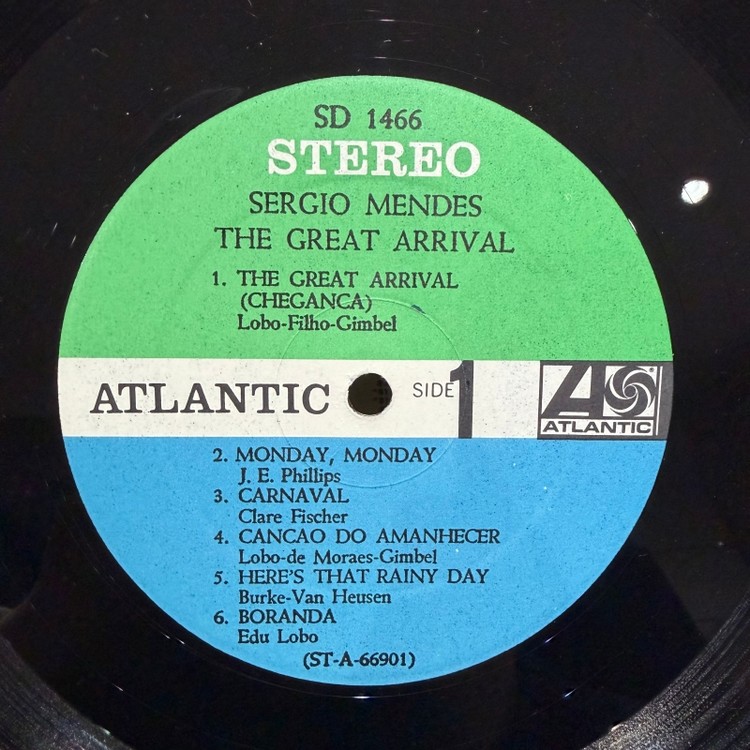 SD 1466
STEREO
SERGIO MENDES
THE GREAT ARRIVAL
1. THE GREAT ARRIVAL
(CHEGANCA)
Lobo-Filho-Gimbel
ATLANTIC
SIDE 1
ATLANTIC
2. MONDAY, MONDAY
J. E. Phillips
3. CARNAVAL
Clare Fischer
4. CANCAO DO AMANHECER
Lobo-de Moraes-Gimbel
5. HERE'S THAT RAINY DAY
Burke-Van Heusen
6. BORANDA
Edu Lobo
(ST-A-66901)